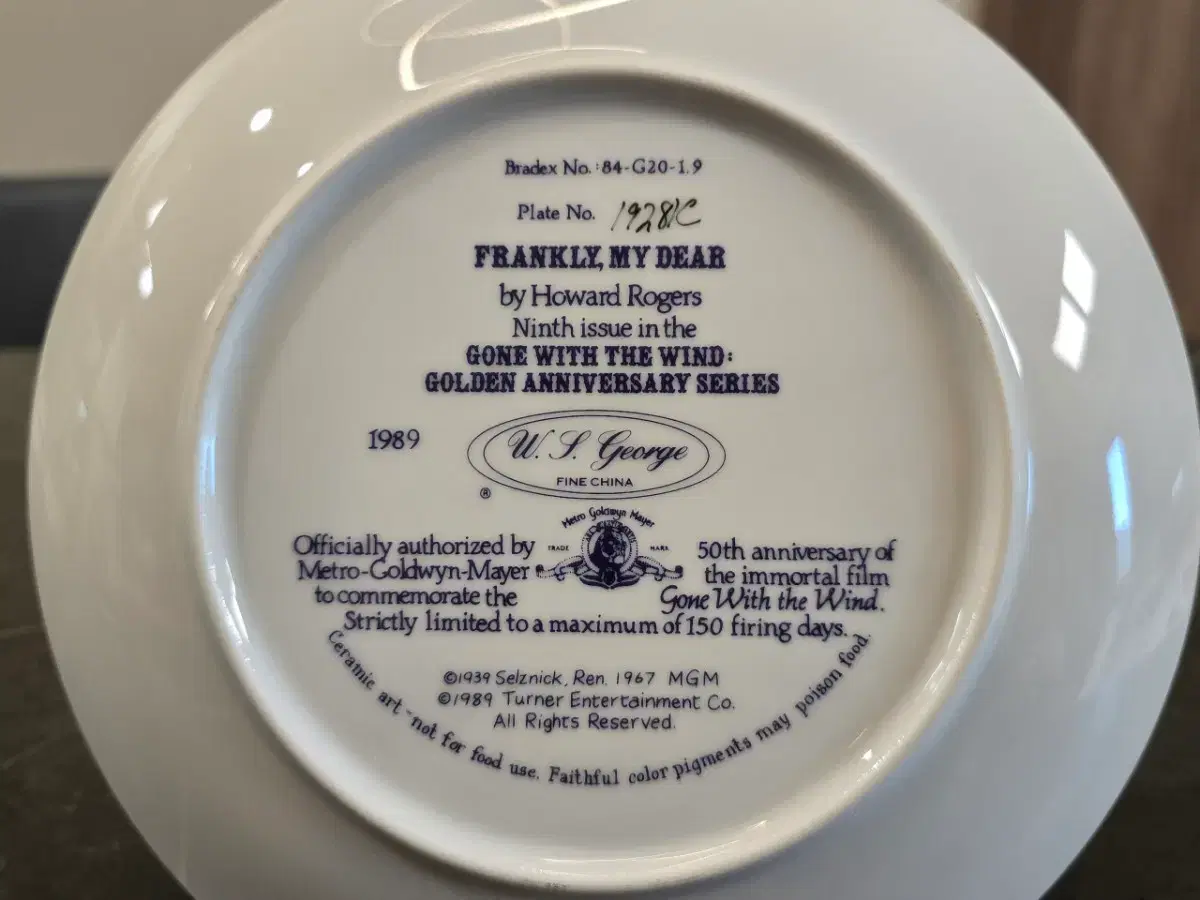 Bradex No.: 84-G20-1.9
Plate No. 19281C
FRANKLY, MY DEAR
by Howard Rogers
Ninth issue in the
GONE WITH THE WIND:
GOLDEN ANNIVERSARY SERIES
1989
W. S. George
FINE CHINA
®
Metro Goldwyn Mayer
TRADE MARK
Officially authorized by
Metro-Goldwyn-Mayer
to commemorate the
50th anniversary of
the immortal film
Gone With the Wind.
Strictly limited to a maximum of 150 firing days.
©1939 Selznick, Ren. 1967 MGM
©1989 Turner Entertainment Co.
All Rights Reserved.
Ceramic art - not for food use. Faithful color pigments may poison food.